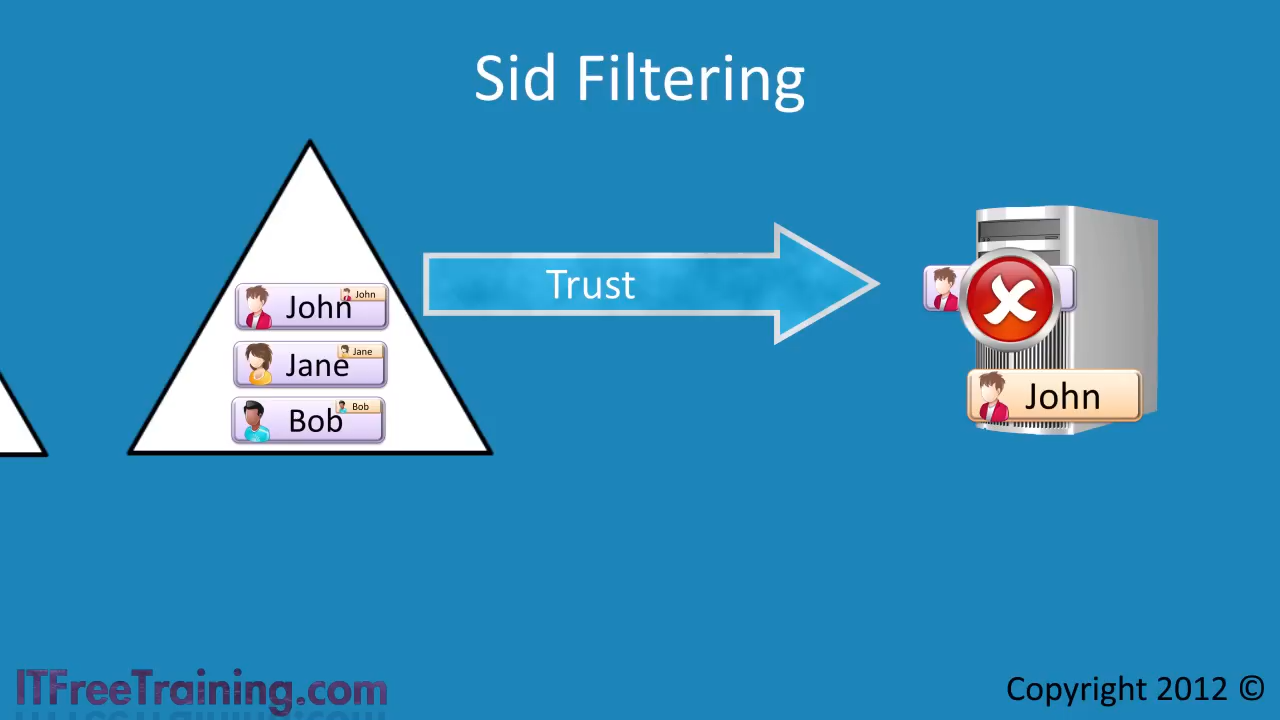 Sid Filtering
Trust
John
John
Jane
Jane
Bob
Bob
John
ITFreeTraining.com
Copyright 2012 ©